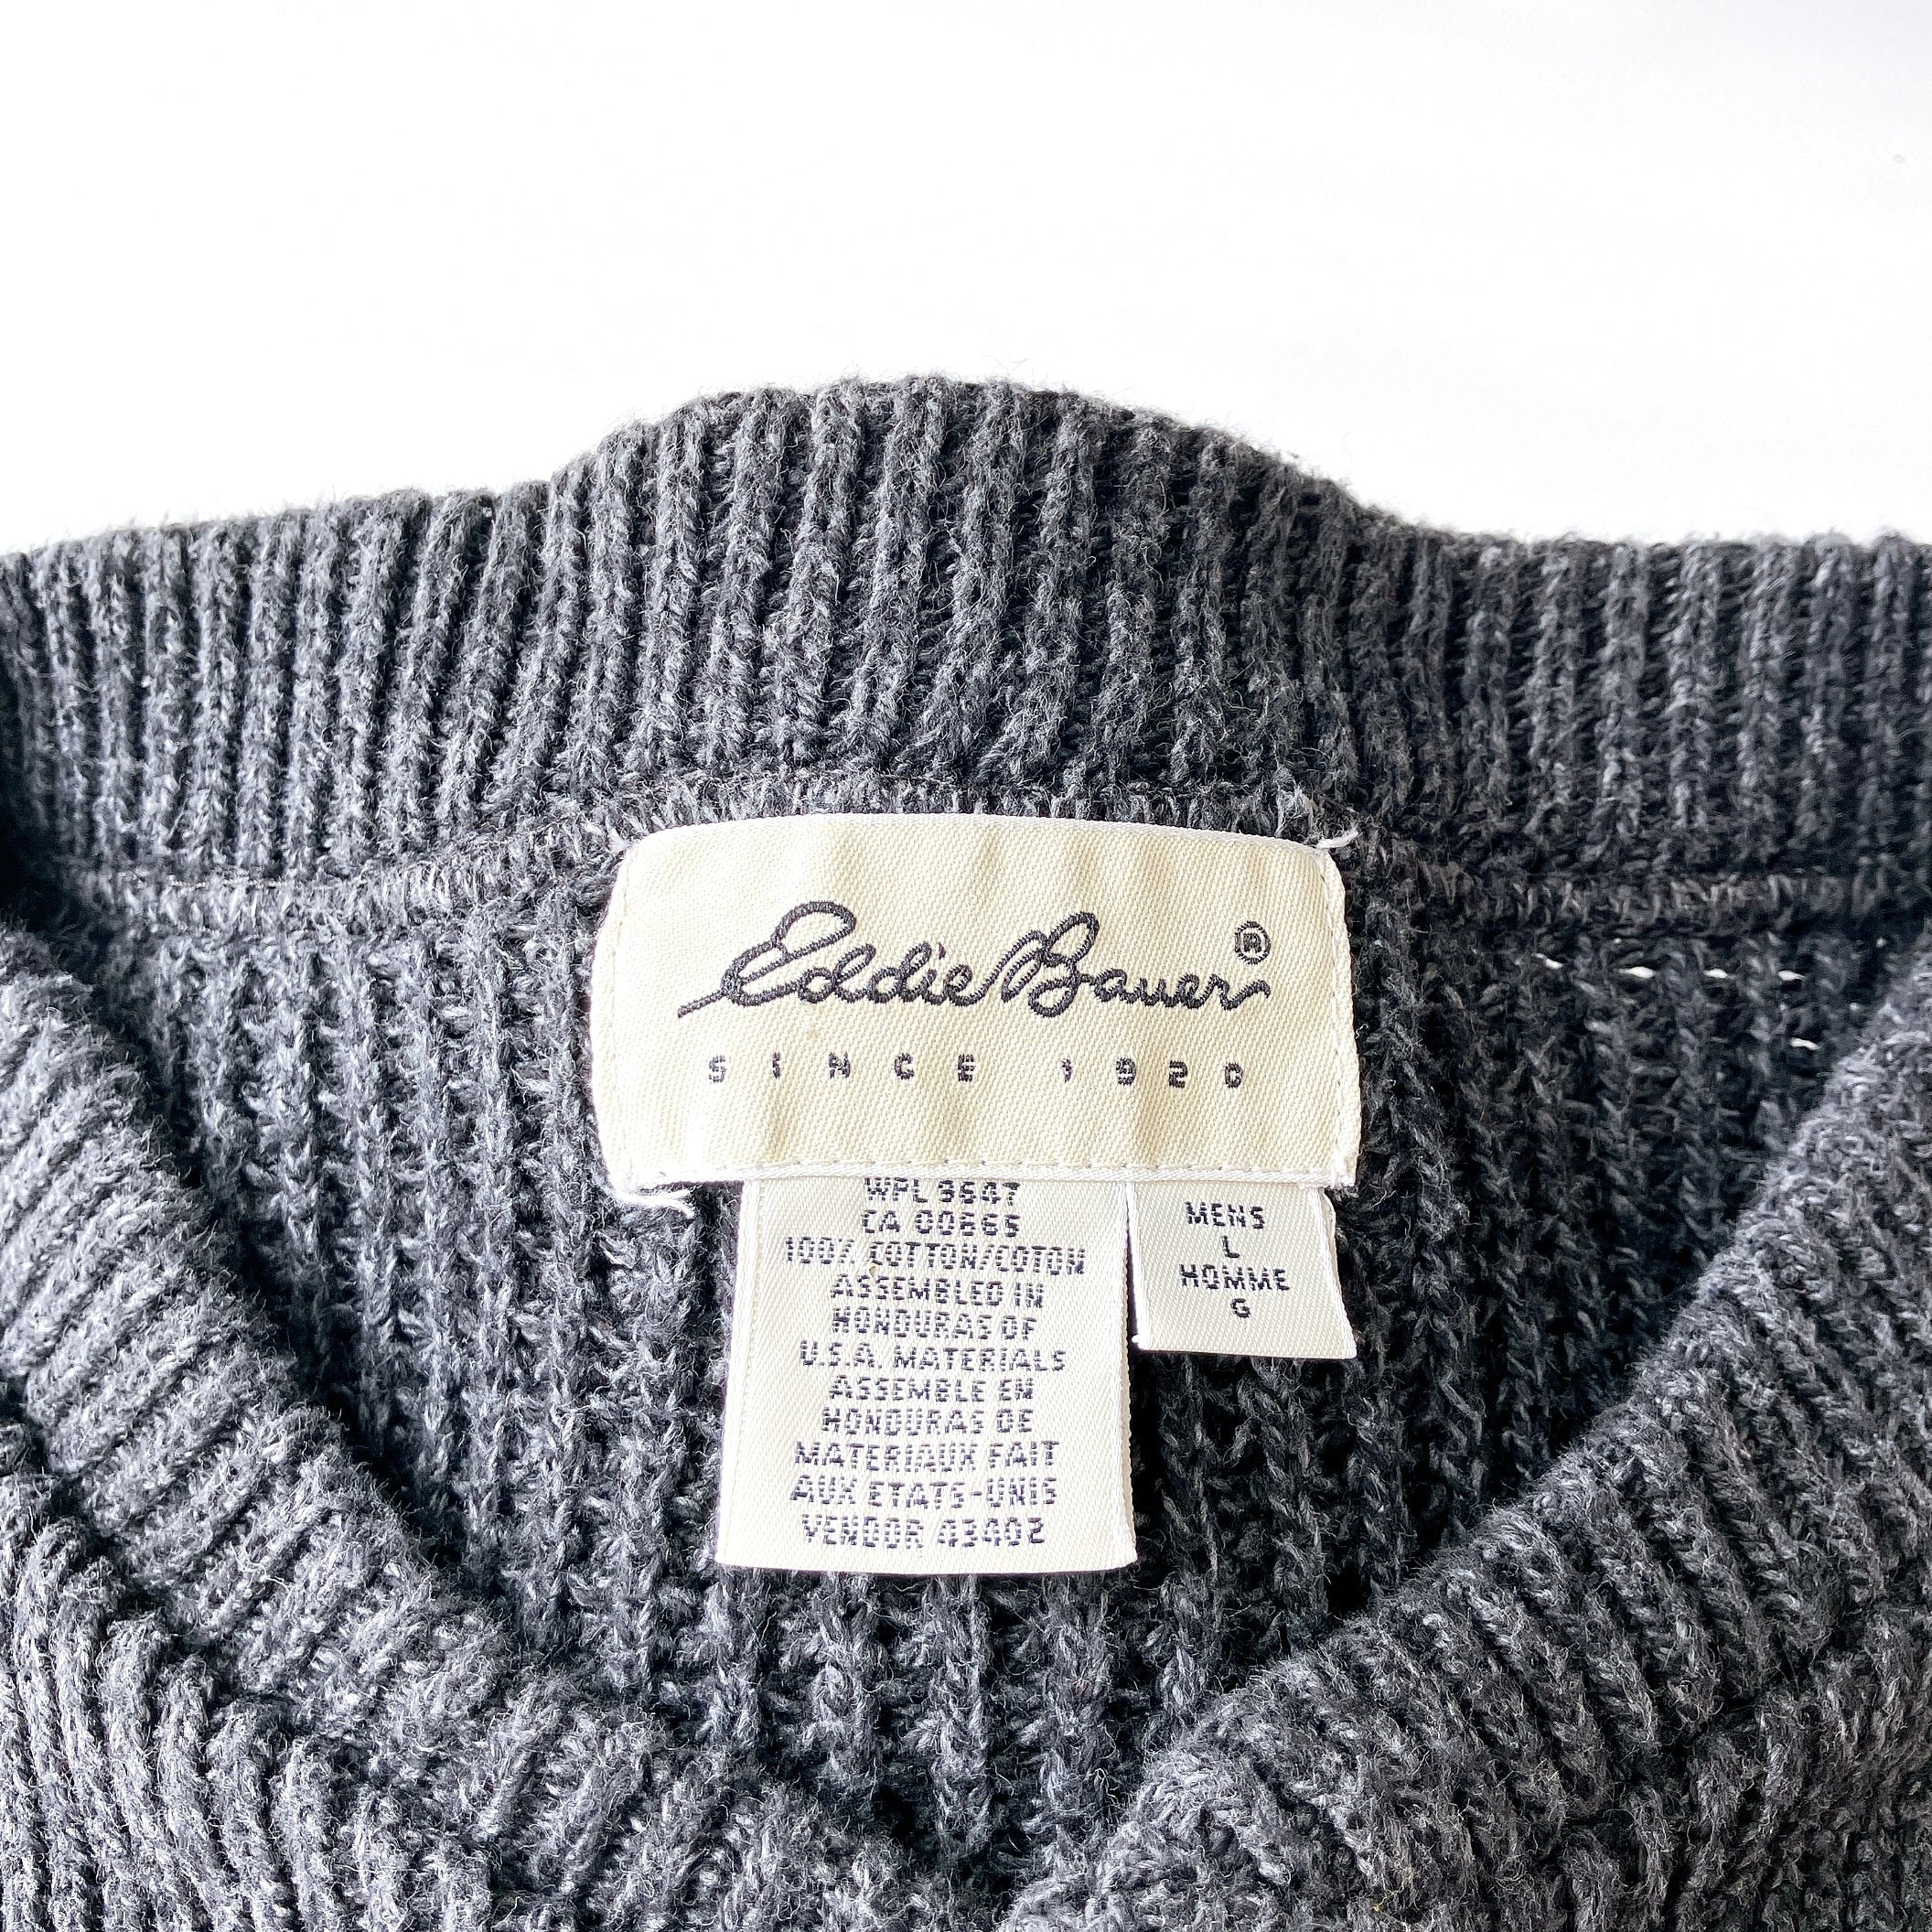 Eddie Bauer®
SINCE 1920
WPL 9647
CA 00865
100% COTTON/COTON
ASSEMBLED IN
HONDURAS OF
U.S.A. MATERIALS
ASSEMBLE EN
HONDURAS DE
MATERIAUX FAIT
AUX ETATS-UNIS
VENDOR 43402
MENS
L
HOMME
G